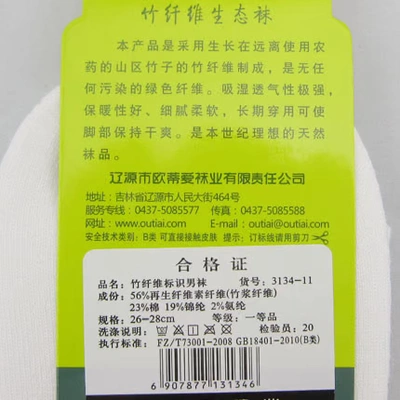 竹纤维生态袜
本产品是采用生长在远离使用农
药的山区竹子的竹纤维制成，是无任
何污染的绿色纤维。吸湿透气性极强，
保暖性好、细腻柔软，长期穿用可使
脚部保持干爽。是本世纪理想的天然
袜品。
辽源市欧蒂爱袜业有限责任公司
地址：吉林省辽源市人民大街464号
服务专线：0437-5085577 传真：0437-5085588
网址：www.outiai.com E-mail：outiai@outiai.com
安全技术类别：B类 可直接接触皮肤 提示：订标线请用剪刀
合格证
品名：竹纤维标识男袜 货号：3134-11
成份：56%再生纤维素纤维(竹浆纤维)
23%棉 19%锦纶 2%氨纶
规格：26-28cm 等级：一等品
洗涤说明： 检验员：20
执行标准：FZ/T73001-2008 GB18401-2010(B类)
6907877131346